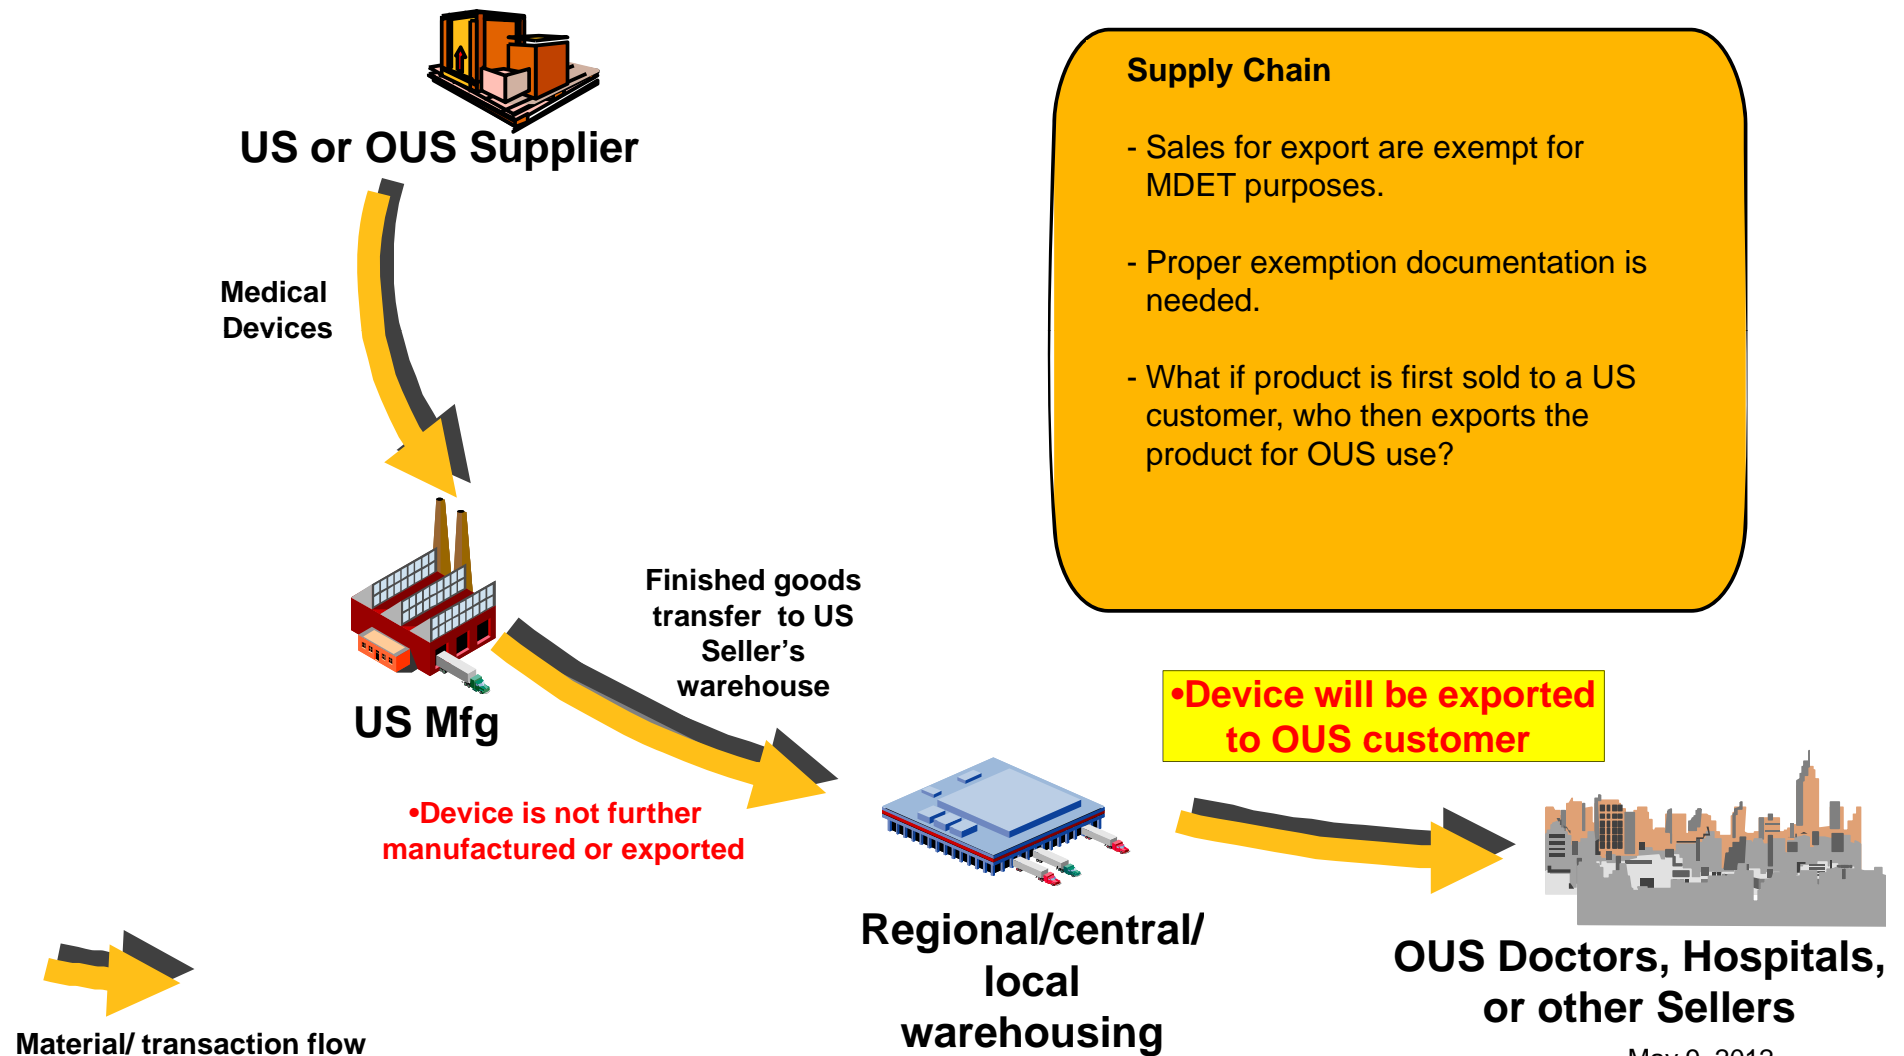 US or OUS Supplier
Medical
Devices
US Mfg
Finished goods
transfer to US
Seller’s
warehouse
•Device is not further
manufactured or exported
Regional/central/
local
warehousing
Supply Chain
- Sales for export are exempt for
MDET purposes.
- Proper exemption documentation is
needed.
- What if product is first sold to a US
customer, who then exports the
product for OUS use?
•Device will be exported
to OUS customer
OUS Doctors, Hospitals,
or other Sellers
Material/ transaction flow